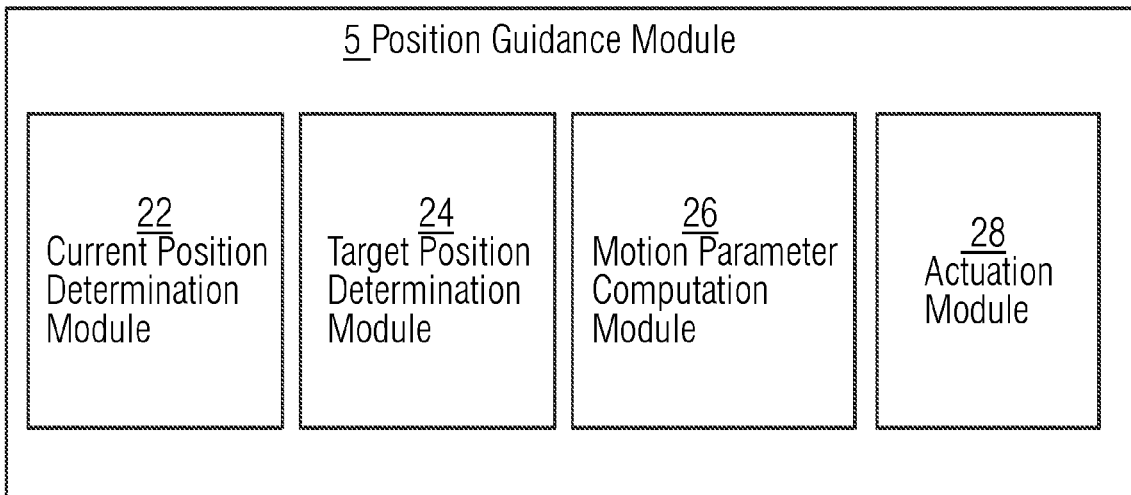 5 Position Guidance Module
22
Current Position
Determination
Module
24
Target Position
Determination
Module
26
Motion Parameter
Computation
Module
28
Actuation
Module